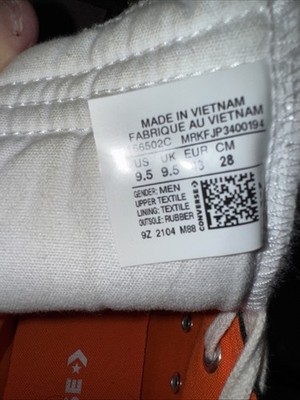 MADE IN VIETNAM
FABRIQUE AU VIETNAM
166502C MRKFJP3400194
US UK EUR CM
9.5 9.5 28
GENDER: MEN
UPPER: TEXTILE
LINING: TEXTILE
OUTSOLE: RUBBER
CONVERSE
9Z 2104 M88